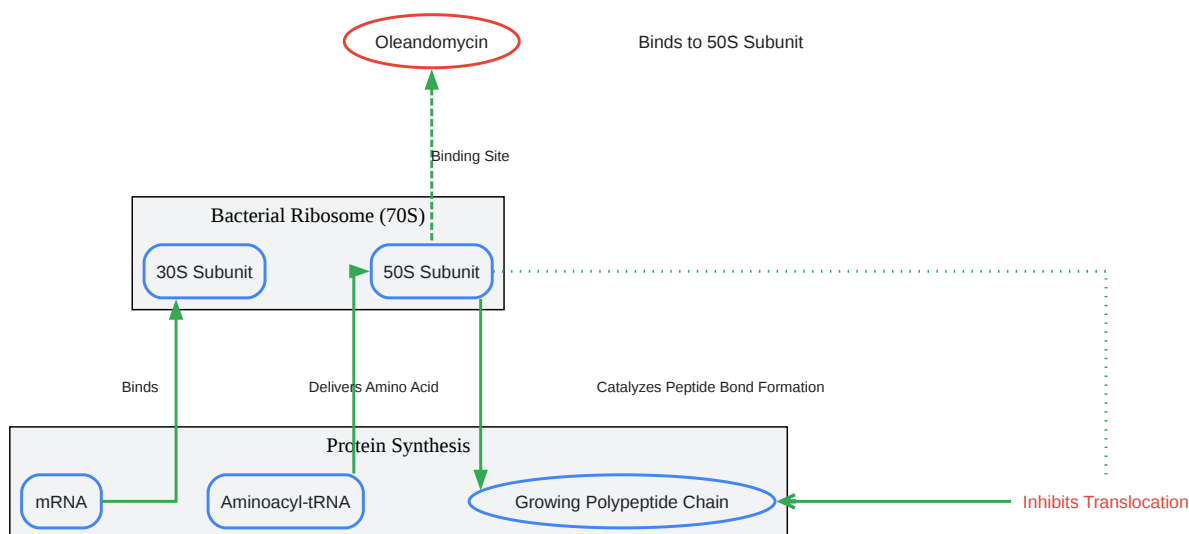 Oleandomycin
Binds to 50S Subunit
Binding Site
Bacterial Ribosome (70S)
30S Subunit
50S Subunit
Binds
Delivers Amino Acid
Catalyzes Peptide Bond Formation
Protein Synthesis
mRNA
Aminoacyl-tRNA
Growing Polypeptide Chain
Inhibits Translocation